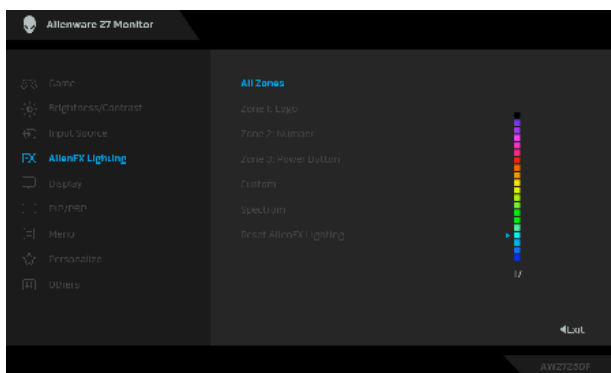 Alienware 27 Monitor
Game
Brightness/Contrast
Input Source
FX AlienFX Lighting
Display
PIP/PBP
Menu
Personalize
Others
All Zones
Zone 1: Logo
Zone 2: Number
Zone 3: Power Button
Custom
Spectrum
Reset AlienFX Lighting
17
Exit
AW2725DF